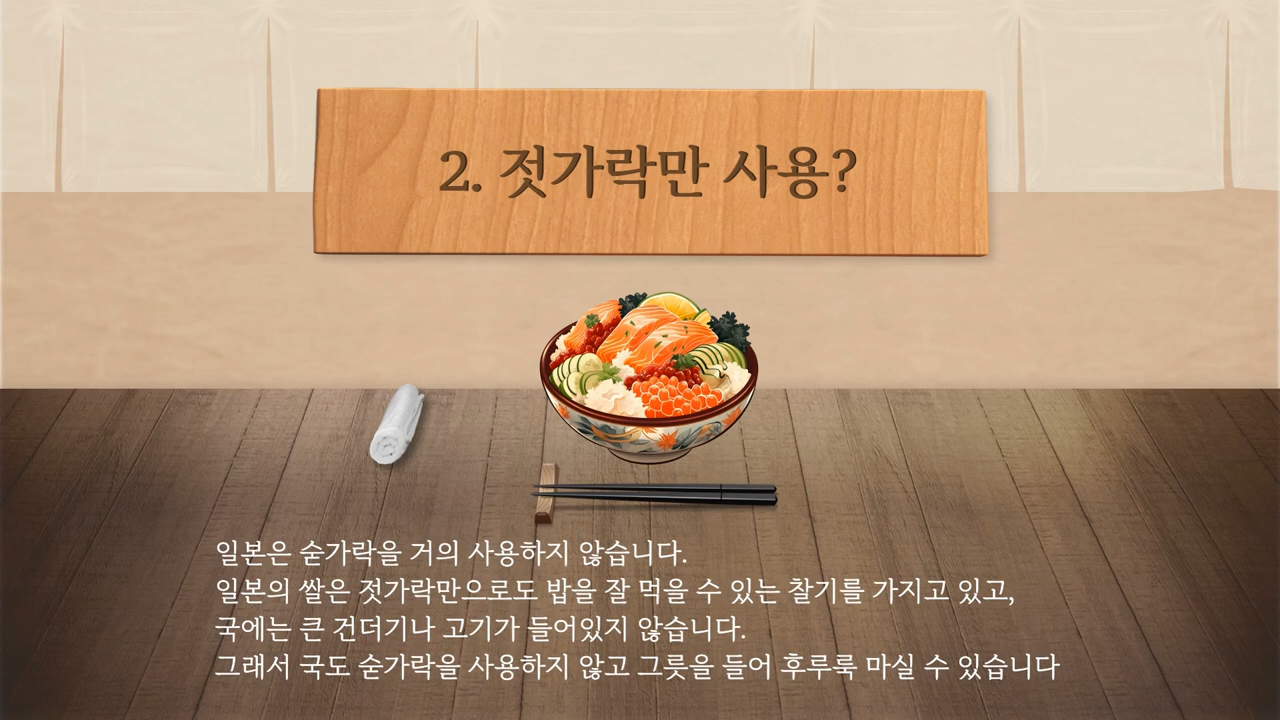 2. 젓가락만 사용?
일본은 숟가락을 거의 사용하지 않습니다.
일본의 쌀은 젓가락만으로도 밥을 잘 먹을 수 있는 찰기를 가지고 있고,
국에는 큰 건더기나 고기가 들어있지 않습니다.
그래서 국도 숟가락을 사용하지 않고 그릇을 들어 후루룩 마실 수 있습니다